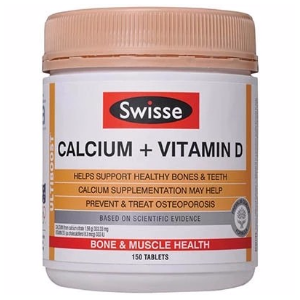 Swisse
CALCIUM + VITAMIN D
HELPS SUPPORT HEALTHY BONES & TEETH
CALCIUM SUPPLEMENTATION MAY HELP
PREVENT & TREAT OSTEOPOROSIS
BASED ON SCIENTIFIC EVIDENCE
BONE & MUSCLE HEALTH
150 TABLETS